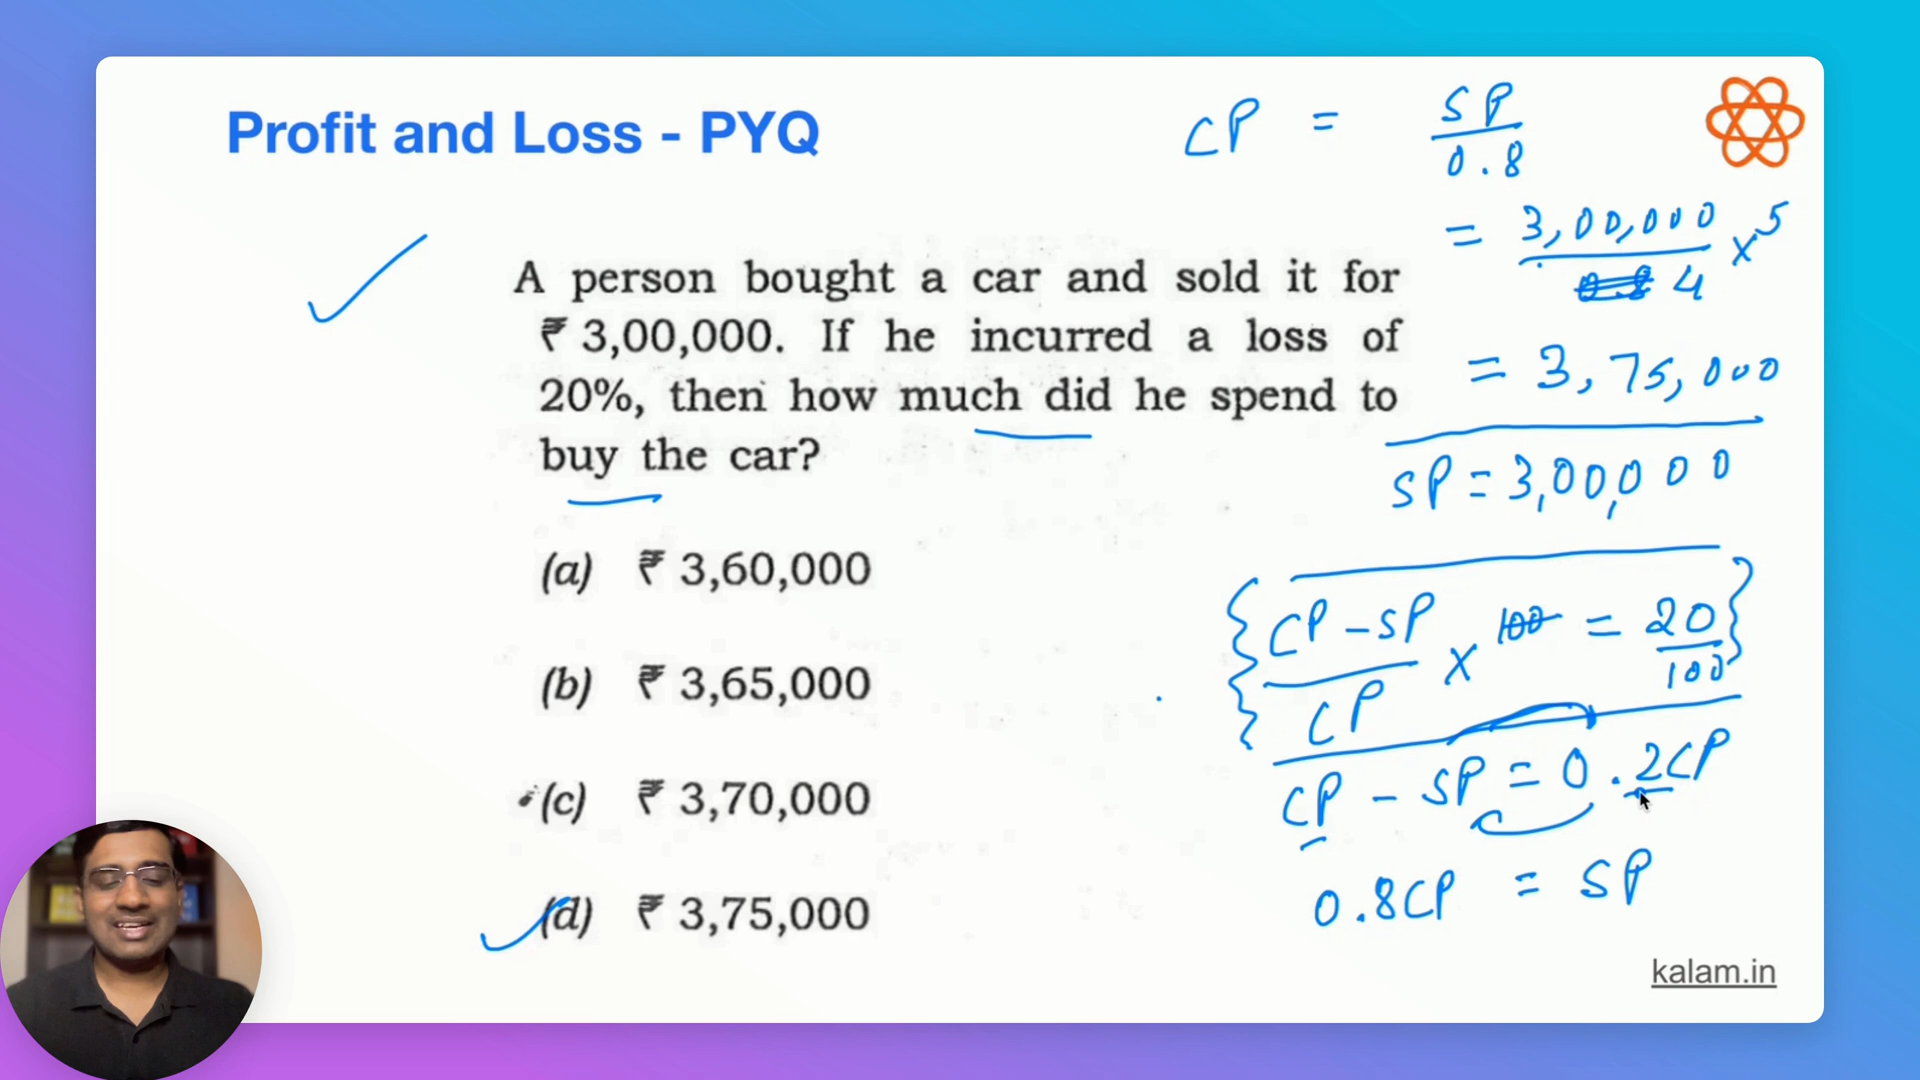 Profit and Loss - PYQ
A person bought a car and sold it for
₹ 3,00,000. If he incurred a loss of
20%, then how much did he spend to
buy the car?
(a) ₹ 3,60,000
(b) ₹ 3,65,000
(c) ₹ 3,70,000
(d) ₹ 3,75,000
CP = SP
0.8
= 3,00,000 x 5
0.8 4
= 3,75,000
SP = 3,00,000
CP - SP x 100 = 20
CP 100
CP - SP = 0.2CP
0.8CP = SP
kalam.in